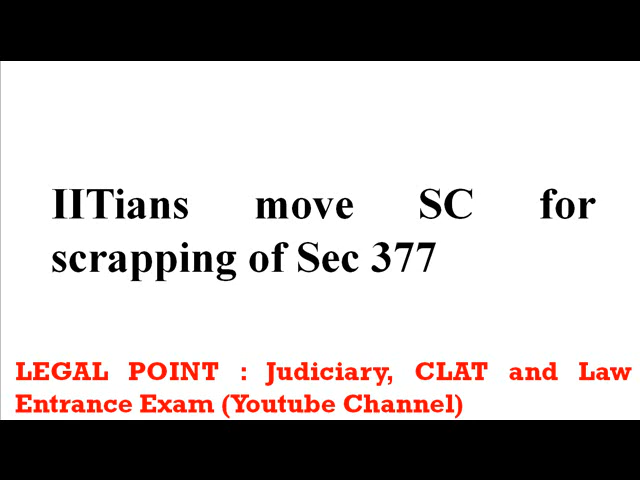 IITians move SC for
scrapping of Sec 377
LEGAL POINT : Judiciary, CLAT and Law
Entrance Exam (Youtube Channel)